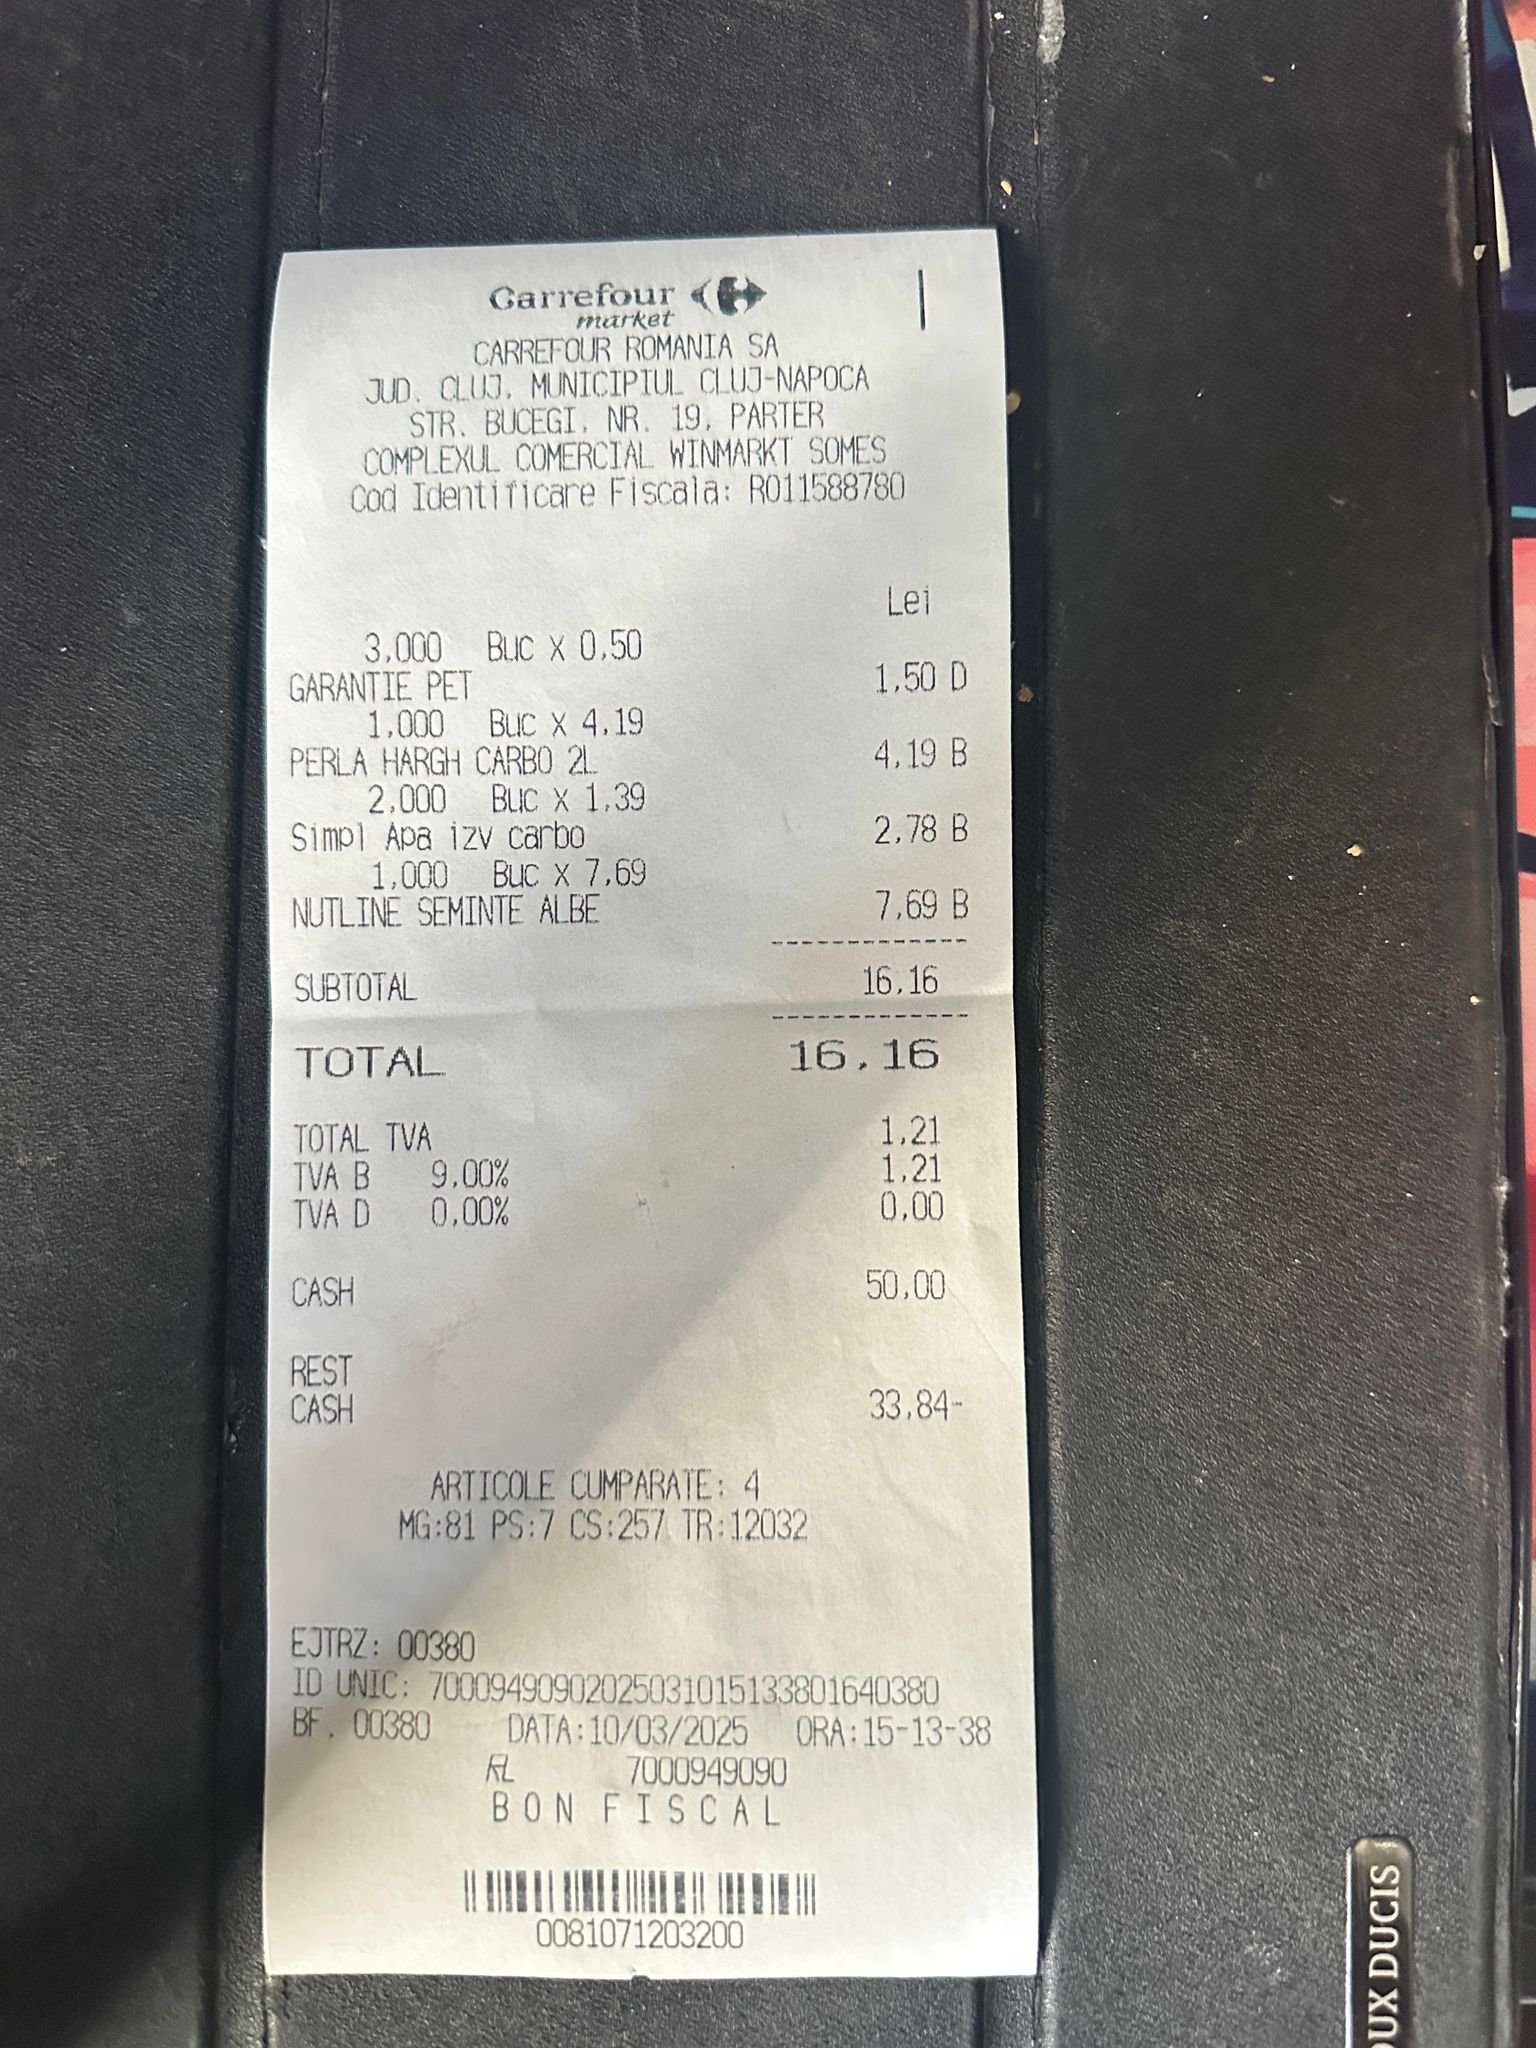 Carrefour
market
CARREFOUR ROMANIA SA
JUD. CLUJ, MUNICIPIUL CLUJ-NAPOCA
STR. BUCEGI, NR. 19, PARTER
COMPLEXUL COMERCIAL WINMARKT SOMES
Cod Identificare Fiscala: RO11588780
Lei
3,000 Buc X 0,50
GARANTIE PET 1,50 D
1,000 Buc X 4,19
PERLA HARGH CARBO 2L 4,19 B
2,000 Buc X 1,39
Simpl Apa izv carbo 2,78 B
1,000 Buc X 7,69
NUTLINE SEMINTE ALBE 7,69 B
SUBTOTAL 16,16
TOTAL 16,16
TOTAL TVA 1,21
TVA B 9,00% 1,21
TVA D 0,00% 0,00
CASH 50,00
REST
CASH 33,84-
ARTICOLE CUMPARATE: 4
MG:81 PS:7 CS:257 TR:12032
EJTRZ: 00380
ID UNIC: 7000949090202503101513380164​0380
BF. 00380 DATA:10/03/2025 ORA:15-13-38
7000949090
BON FISCAL
0081071203200
OUX DUCIS